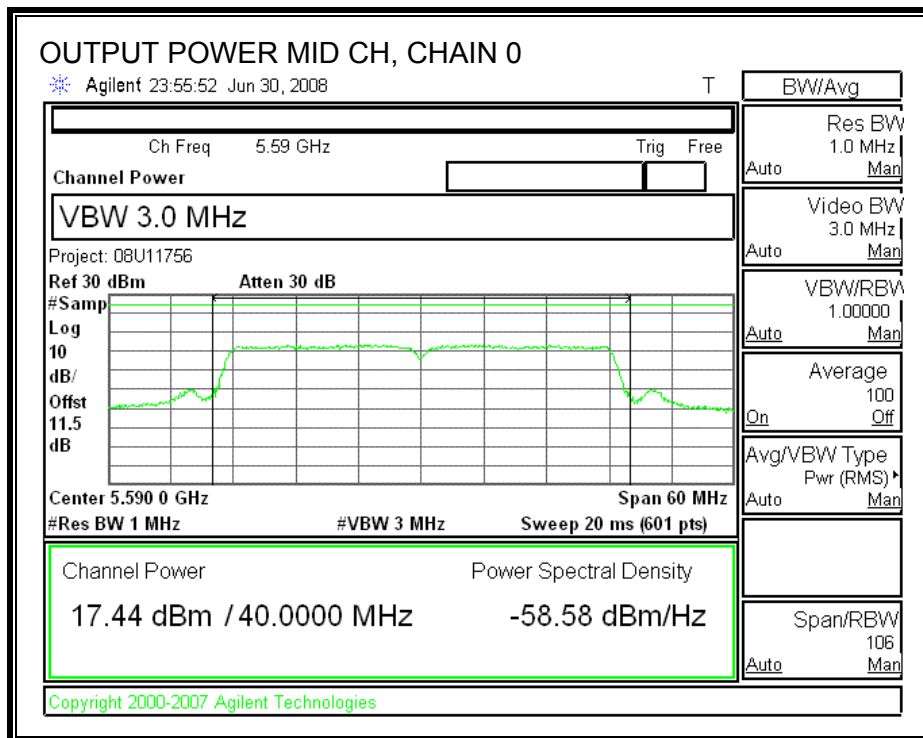 OUTPUT POWER MID CH, CHAIN 0
Agilent 23:55:52 Jun 30, 2008 T
BW/Avg
Ch Freq 5.59 GHz Trig Free
Channel Power
VBW 3.0 MHz
Project: 08U11756
Ref 30 dBm Atten 30 dB
#Samp
Log
10
dB/
Offst
11.5
dB
Center 5.590 0 GHz Span 60 MHz
#Res BW 1 MHz #VBW 3 MHz Sweep 20 ms (601 pts)
Channel Power Power Spectral Density
17.44 dBm / 40.0000 MHz -58.58 dBm/Hz
Res BW
1.0 MHz
Auto Man
Video BW
3.0 MHz
Auto Man
VBW/RBW
1.00000
Auto Man
Average
100
On Off
Avg/VBW Type
Pwr (RMS)
Auto Man
Span/RBW
106
Auto Man
Copyright 2000-2007 Agilent Technologies